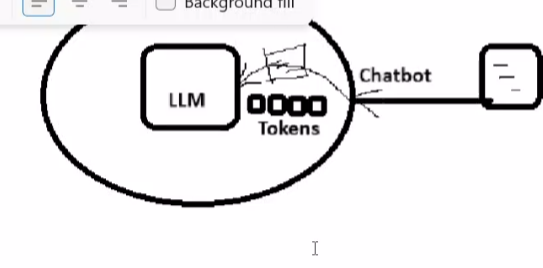 Background fill
Chatbot
LLM
Tokens